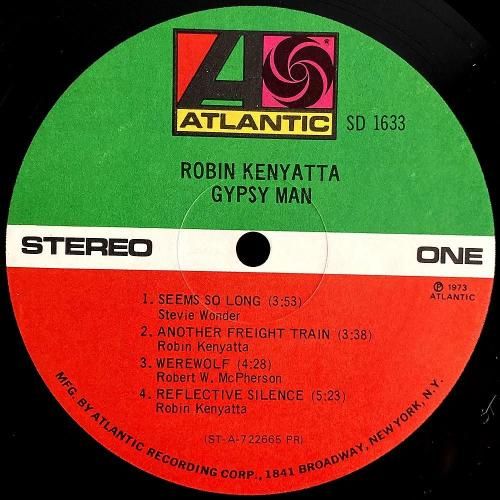 ATLANTIC
SD 1633
ROBIN KENYATTA
GYPSY MAN
STEREO
ONE
℗ 1973
ATLANTIC
1. SEEMS SO LONG (3:53)
Stevie Wonder
2. ANOTHER FREIGHT TRAIN (3:38)
Robin Kenyatta
3. WEREWOLF (4:28)
Robert W. McPherson
4. REFLECTIVE SILENCE (5:23)
Robin Kenyatta
(ST-A-722665 PR)
MFG. BY ATLANTIC RECORDING CORP., 1841 BROADWAY, NEW YORK, N.Y.